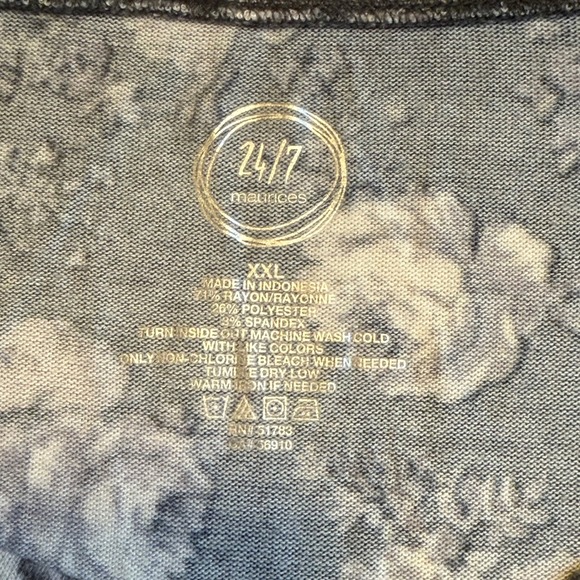 24/7
maurices
XXL
MADE IN INDONESIA
71% RAYON/RAYONNE
26% POLYESTER
3% SPANDEX
TURN INSIDE OUT MACHINE WASH COLD
WITH LIKE COLORS
ONLY NON-CHLORINE BLEACH WHEN NEEDED
TUMBLE DRY LOW
WARM IRON IF NEEDED
RN# 51783
CA# 36910